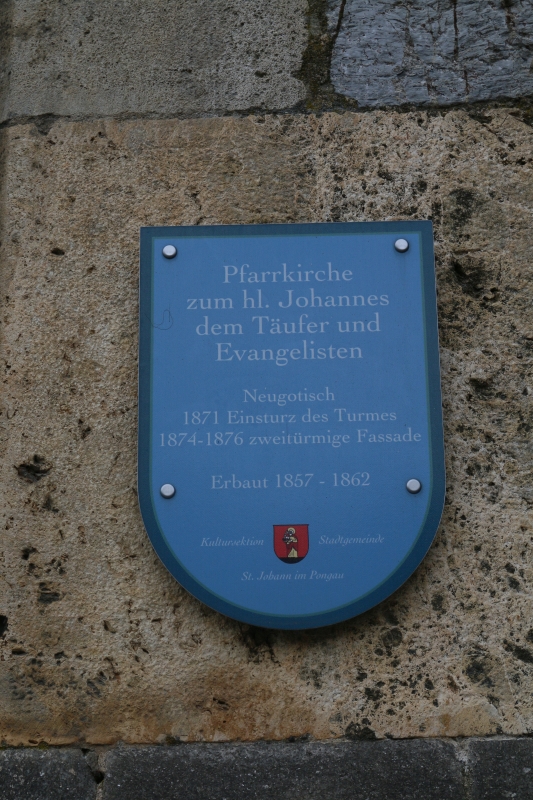 Pfarrkirche
zum hl. Johannes
dem Täufer und
Evangelisten
Neugotisch
1871 Einsturz des Turmes
1874-1876 zweitürmige Fassade
Erbaut 1857 - 1862
Kultursektion Stadtgemeinde
St. Johann im Pongau